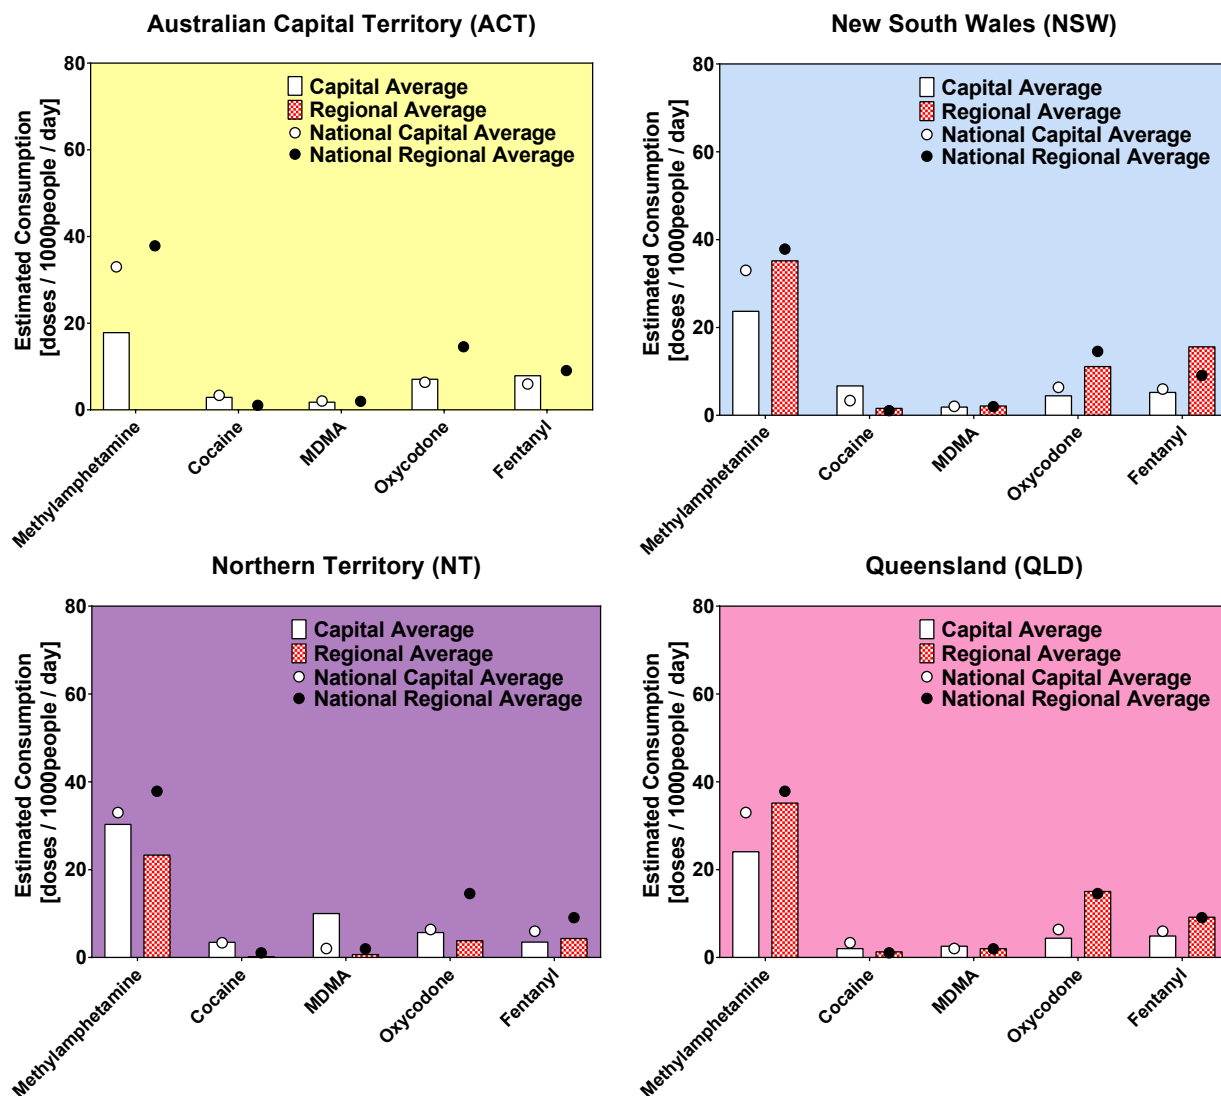 Australian Capital Territory (ACT)
Estimated Consumption
[doses / 1000people / day]
80
60
40
20
0
Capital Average
Regional Average
National Capital Average
National Regional Average
Methylamphetamine
Cocaine
MDMA
Oxycodone
Fentanyl
New South Wales (NSW)
Estimated Consumption
[doses / 1000people / day]
80
60
40
20
0
Capital Average
Regional Average
National Capital Average
National Regional Average
Methylamphetamine
Cocaine
MDMA
Oxycodone
Fentanyl
Northern Territory (NT)
Estimated Consumption
[doses / 1000people / day]
80
60
40
20
0
Capital Average
Regional Average
National Capital Average
National Regional Average
Methylamphetamine
Cocaine
MDMA
Oxycodone
Fentanyl
Queensland (QLD)
Estimated Consumption
[doses / 1000people / day]
80
60
40
20
0
Capital Average
Regional Average
National Capital Average
National Regional Average
Methylamphetamine
Cocaine
MDMA
Oxycodone
Fentanyl